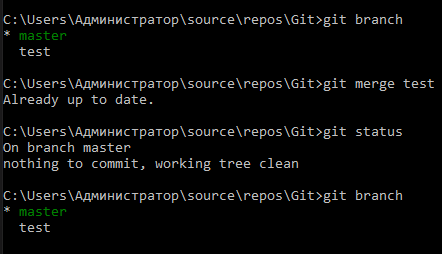 C:\Users\Администратор\source\repos\Git>git branch
* master
  test
C:\Users\Администратор\source\repos\Git>git merge test
Already up to date.
C:\Users\Администратор\source\repos\Git>git status
On branch master
nothing to commit, working tree clean
C:\Users\Администратор\source\repos\Git>git branch
* master
  test